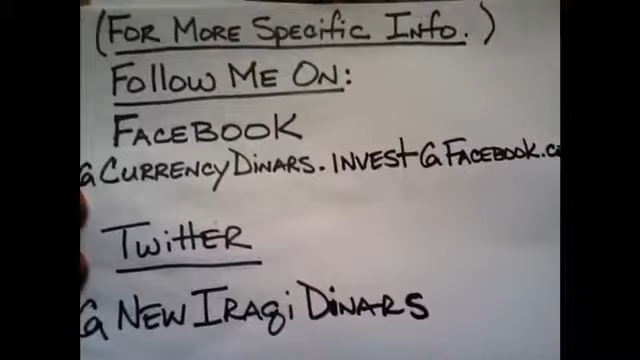 (FOR MORE SPECIFIC INFO.)
FOLLOW ME ON:
FACEBOOK
@CURRENCYDINARS.INVEST@FACEBOOK.CO
TWITTER
@NEWIRAQIDINARS